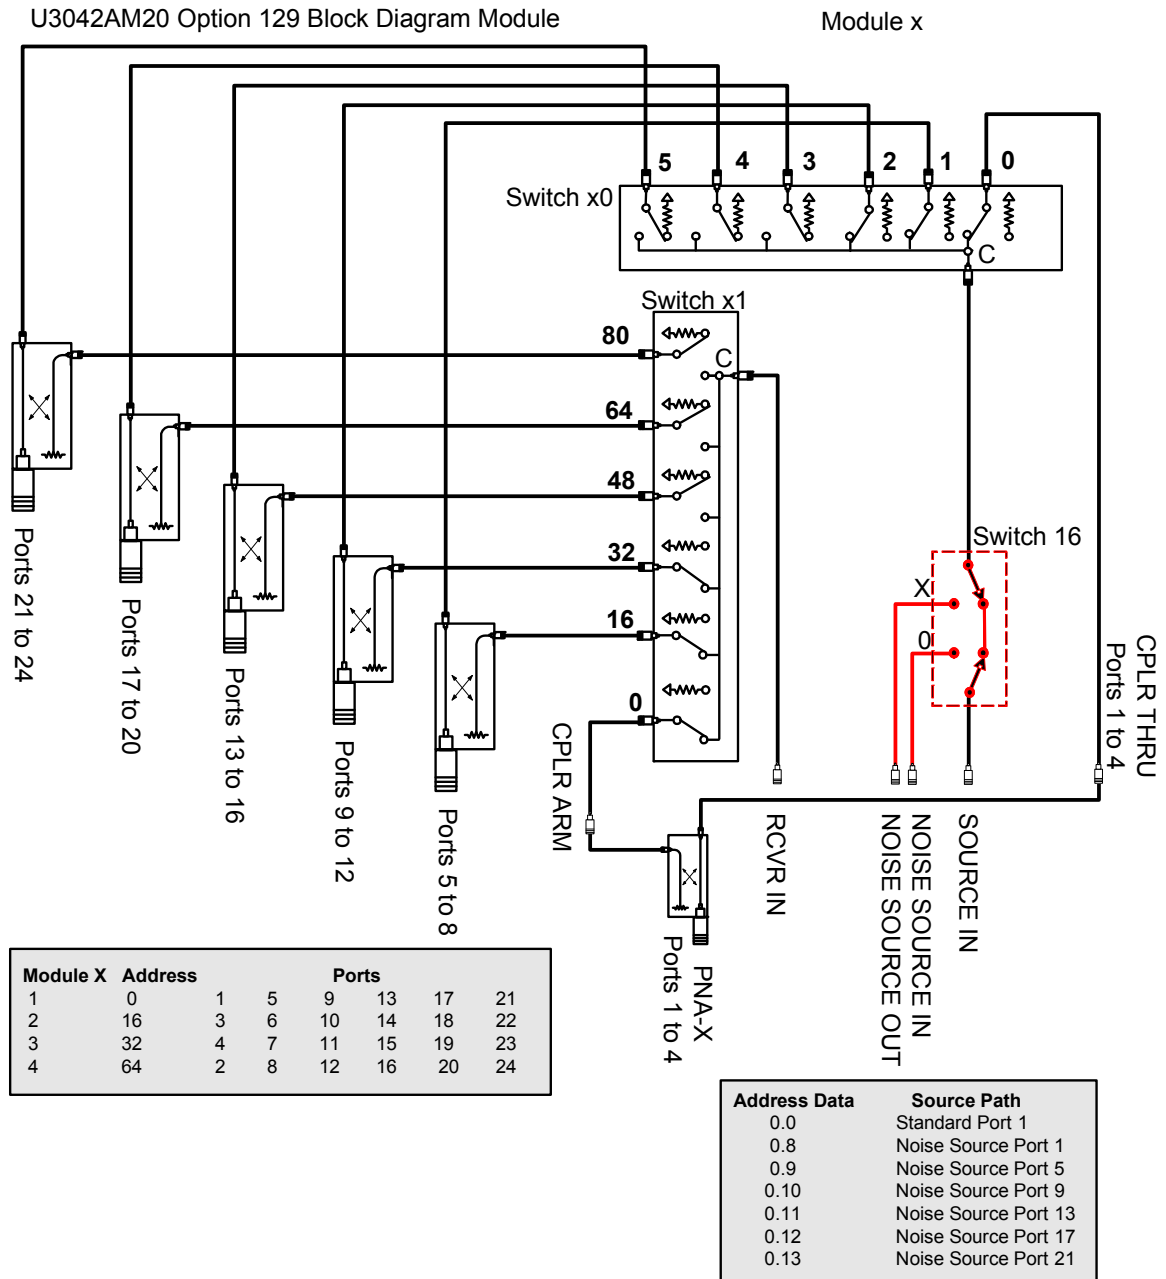 U3042AM20 Option 129 Block Diagram Module
Module x
5 4 3 2 1 0
Switch x0
C
Switch x1
80
C
64
48
32
16
0
Switch 16
X
0
Ports 21 to 24
Ports 17 to 20
Ports 13 to 16
Ports 9 to 12
Ports 5 to 8
CPLR ARM
PNA-X
Ports 1 to 4
RCVR IN
NOISE SOURCE OUT
NOISE SOURCE IN
SOURCE IN
CPLR THRU
Ports 1 to 4
Module X Address Ports
1 0 1 5 9 13 17 21
2 16 3 6 10 14 18 22
3 32 4 7 11 15 19 23
4 64 2 8 12 16 20 24
Address Data Source Path
0.0 Standard Port 1
0.8 Noise Source Port 1
0.9 Noise Source Port 5
0.10 Noise Source Port 9
0.11 Noise Source Port 13
0.12 Noise Source Port 17
0.13 Noise Source Port 21